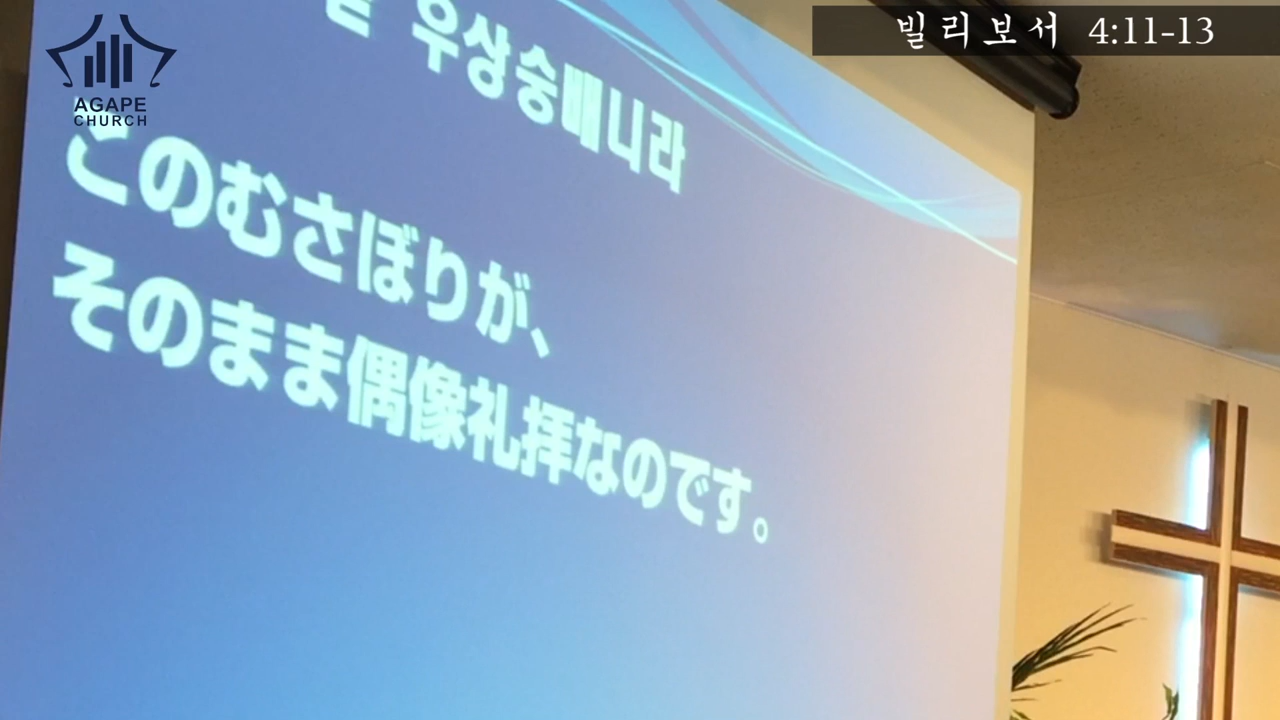 빌리보서 4:11-13
AGAPE
CHURCH
우상숭배니라
このむさぼりが、
そのまま偶像礼拝なのです。